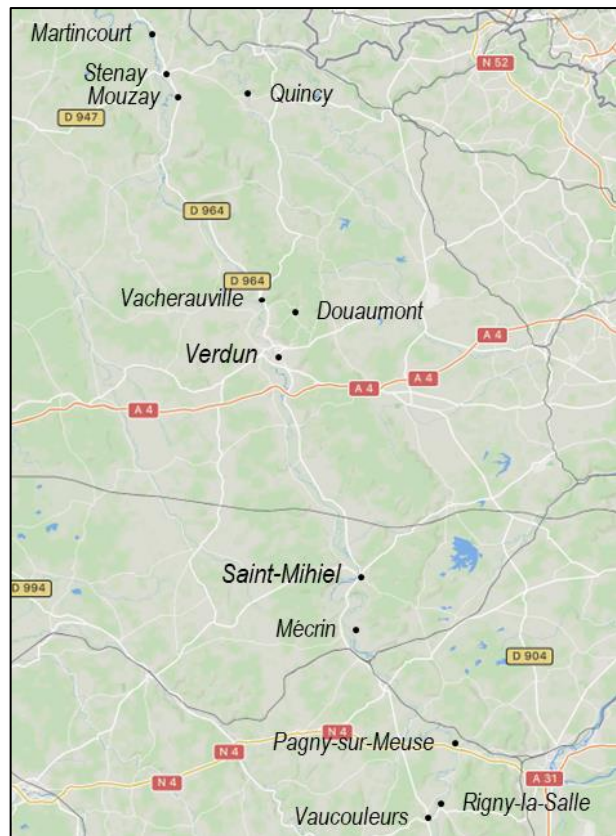 Martincourt
N 52
Stenay
Mouzay
Quincy
D 947
D 964
D 964
Vacherauville
Douaumont
A 4
Verdun
A 4
A 4
A 4
Saint-Mihiel
D 994
Mécrin
D 904
N 4
Pagny-sur-Meuse
N 4
N 4
A 31
Rigny-la-Salle
Vaucouleurs